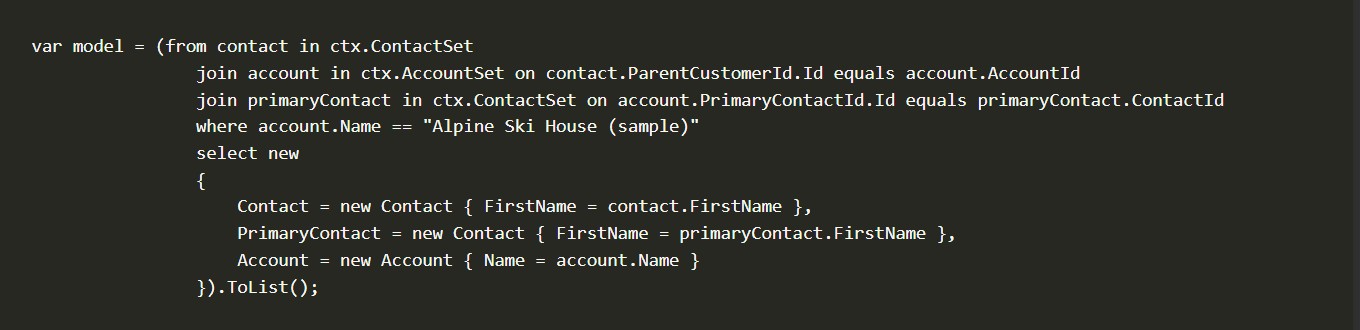 var model = (from contact in ctx.ContactSet
join account in ctx.AccountSet on contact.ParentCustomerId.Id equals account.AccountId
join primaryContact in ctx.ContactSet on account.PrimaryContactId.Id equals primaryContact.ContactId
where account.Name == "Alpine Ski House (sample)"
select new
{
Contact = new Contact { FirstName = contact.FirstName },
PrimaryContact = new Contact { FirstName = primaryContact.FirstName },
Account = new Account { Name = account.Name }
}).ToList();